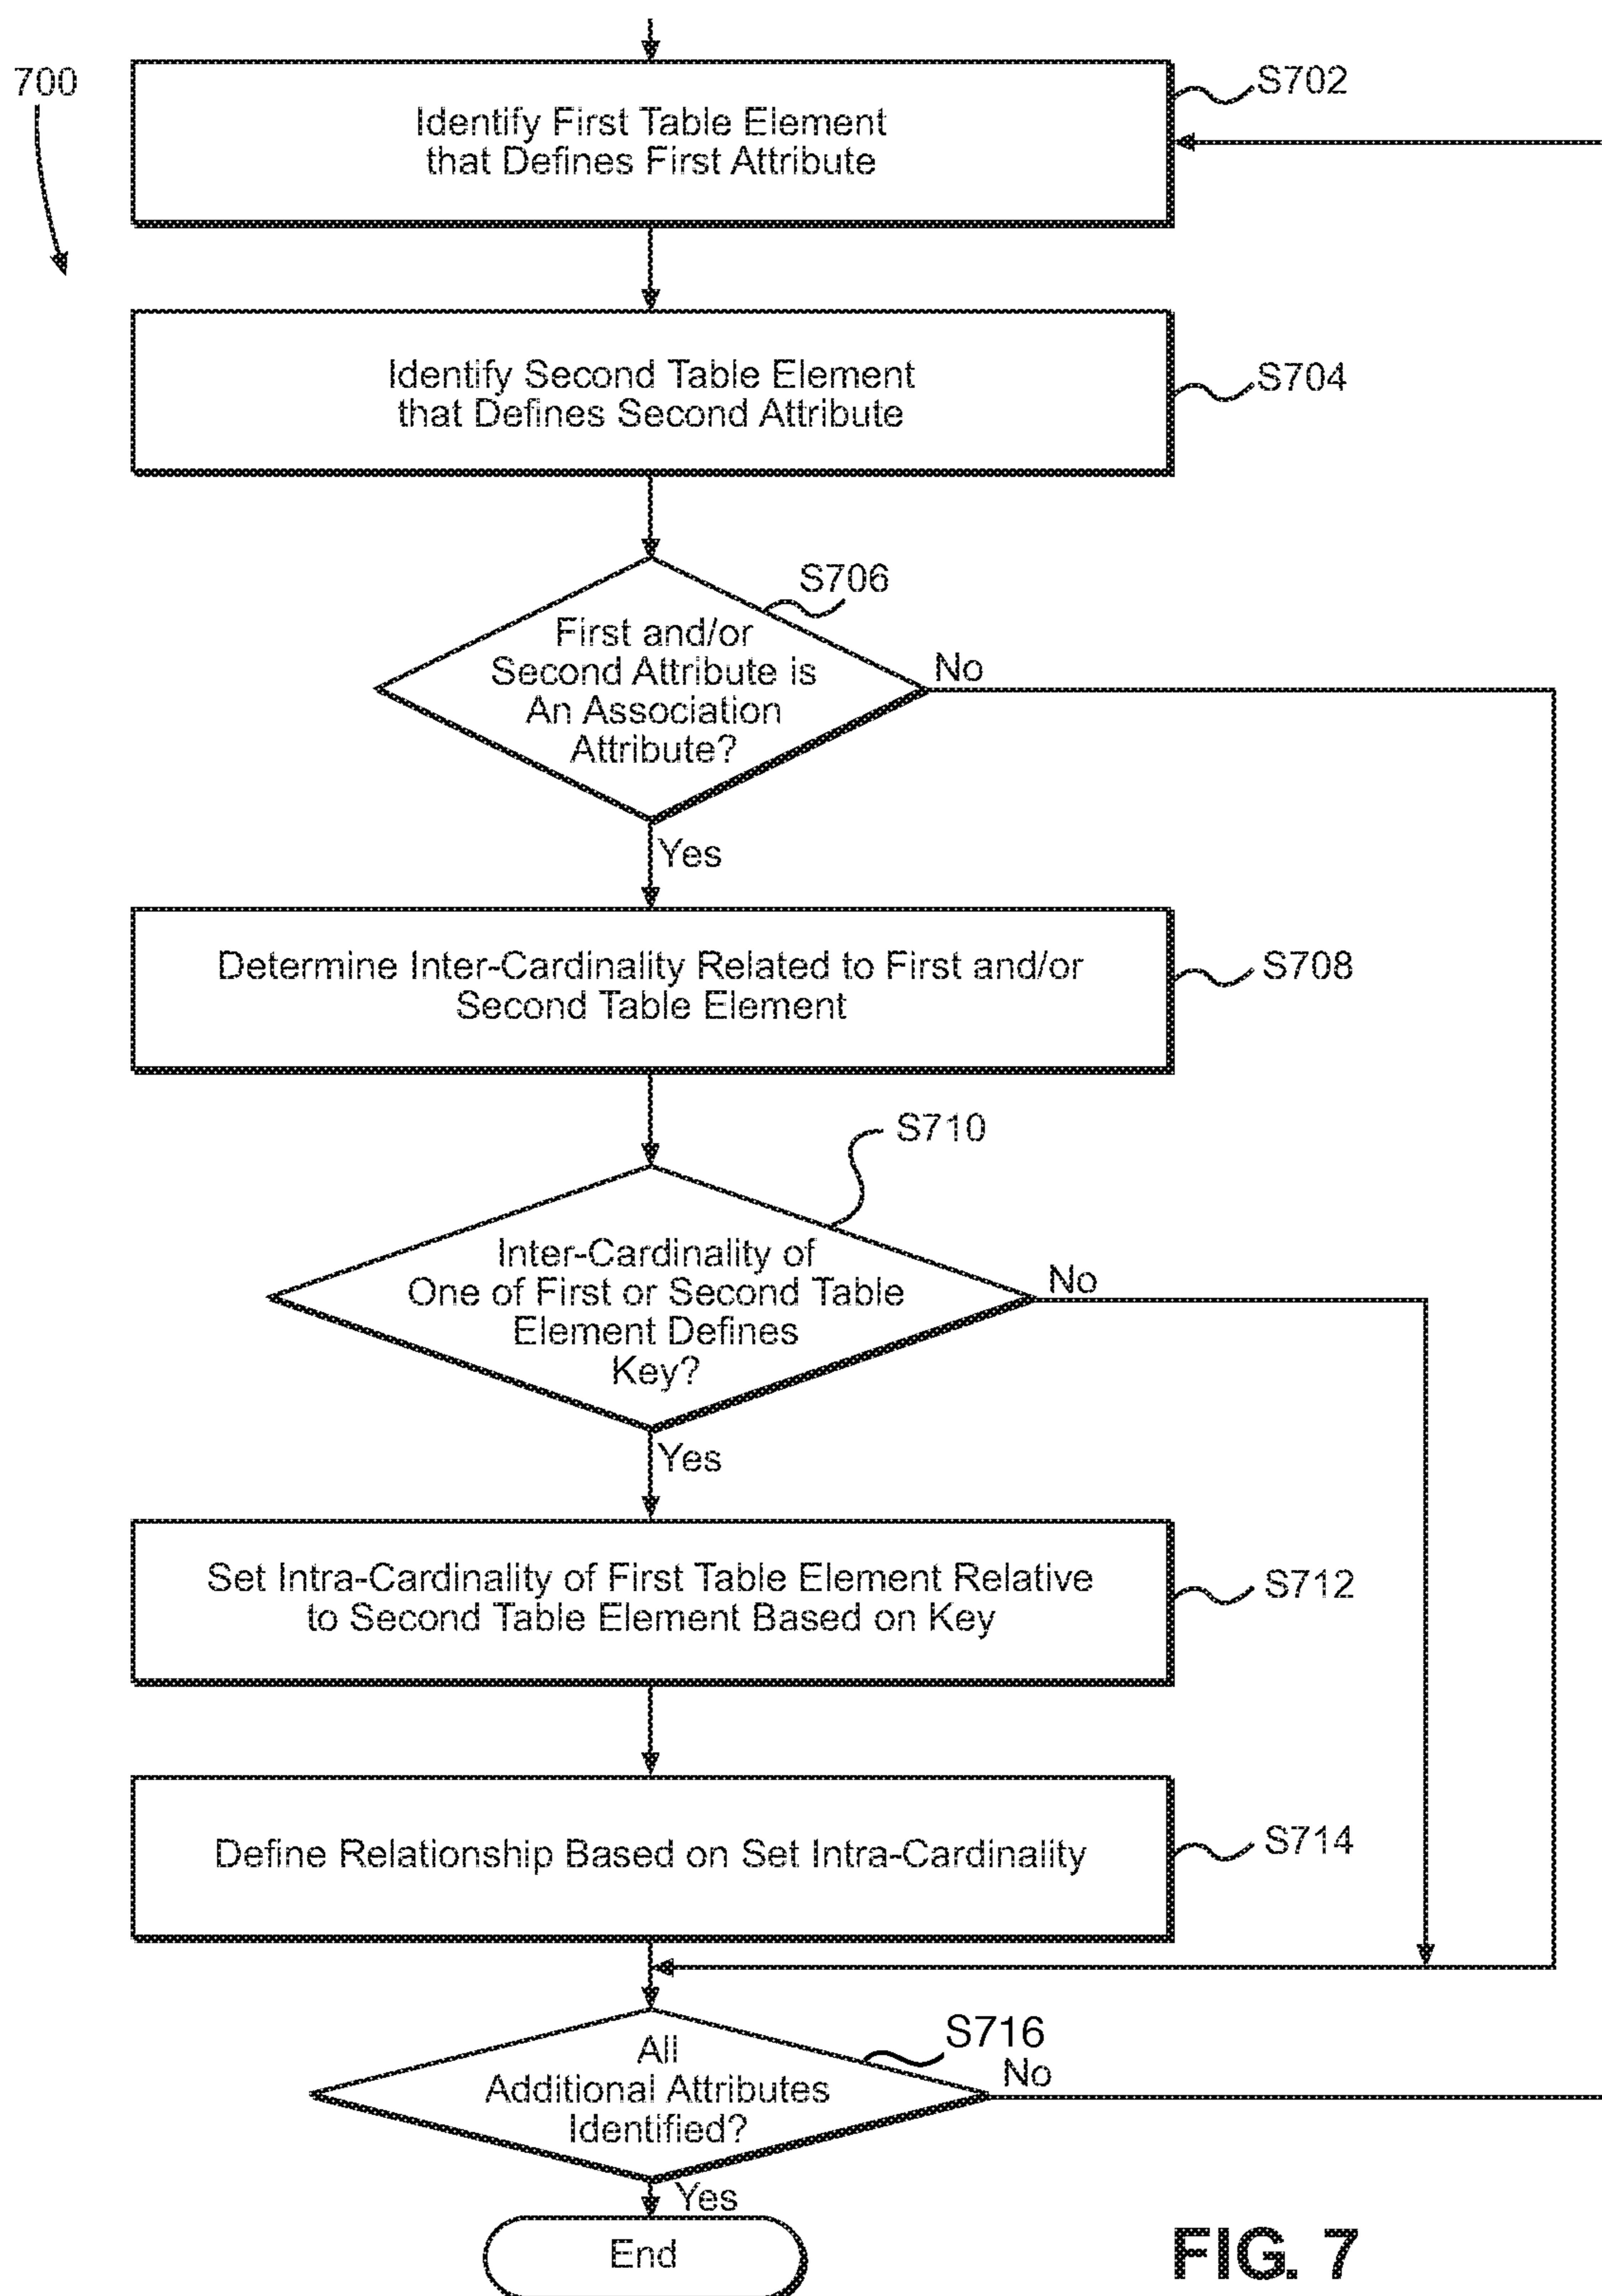 700
S702
Identify First Table Element
that Defines First Attribute
Identify Second Table Element
that Defines Second Attribute
S704
S706
First and/or
Second Attribute is
An Association
Attribute?
No
Yes
Determine Inter-Cardinality Related to First and/or
Second Table Element
S708
S710
Inter-Cardinality of
One of First or Second Table
Element Defines
Key?
No
Yes
Set Intra-Cardinality of First Table Element Relative
to Second Table Element Based on Key
S712
Define Relationship Based on Set Intra-Cardinality
S714
S716
All
Additional Attributes
Identified?
No
Yes
End
FIG. 7